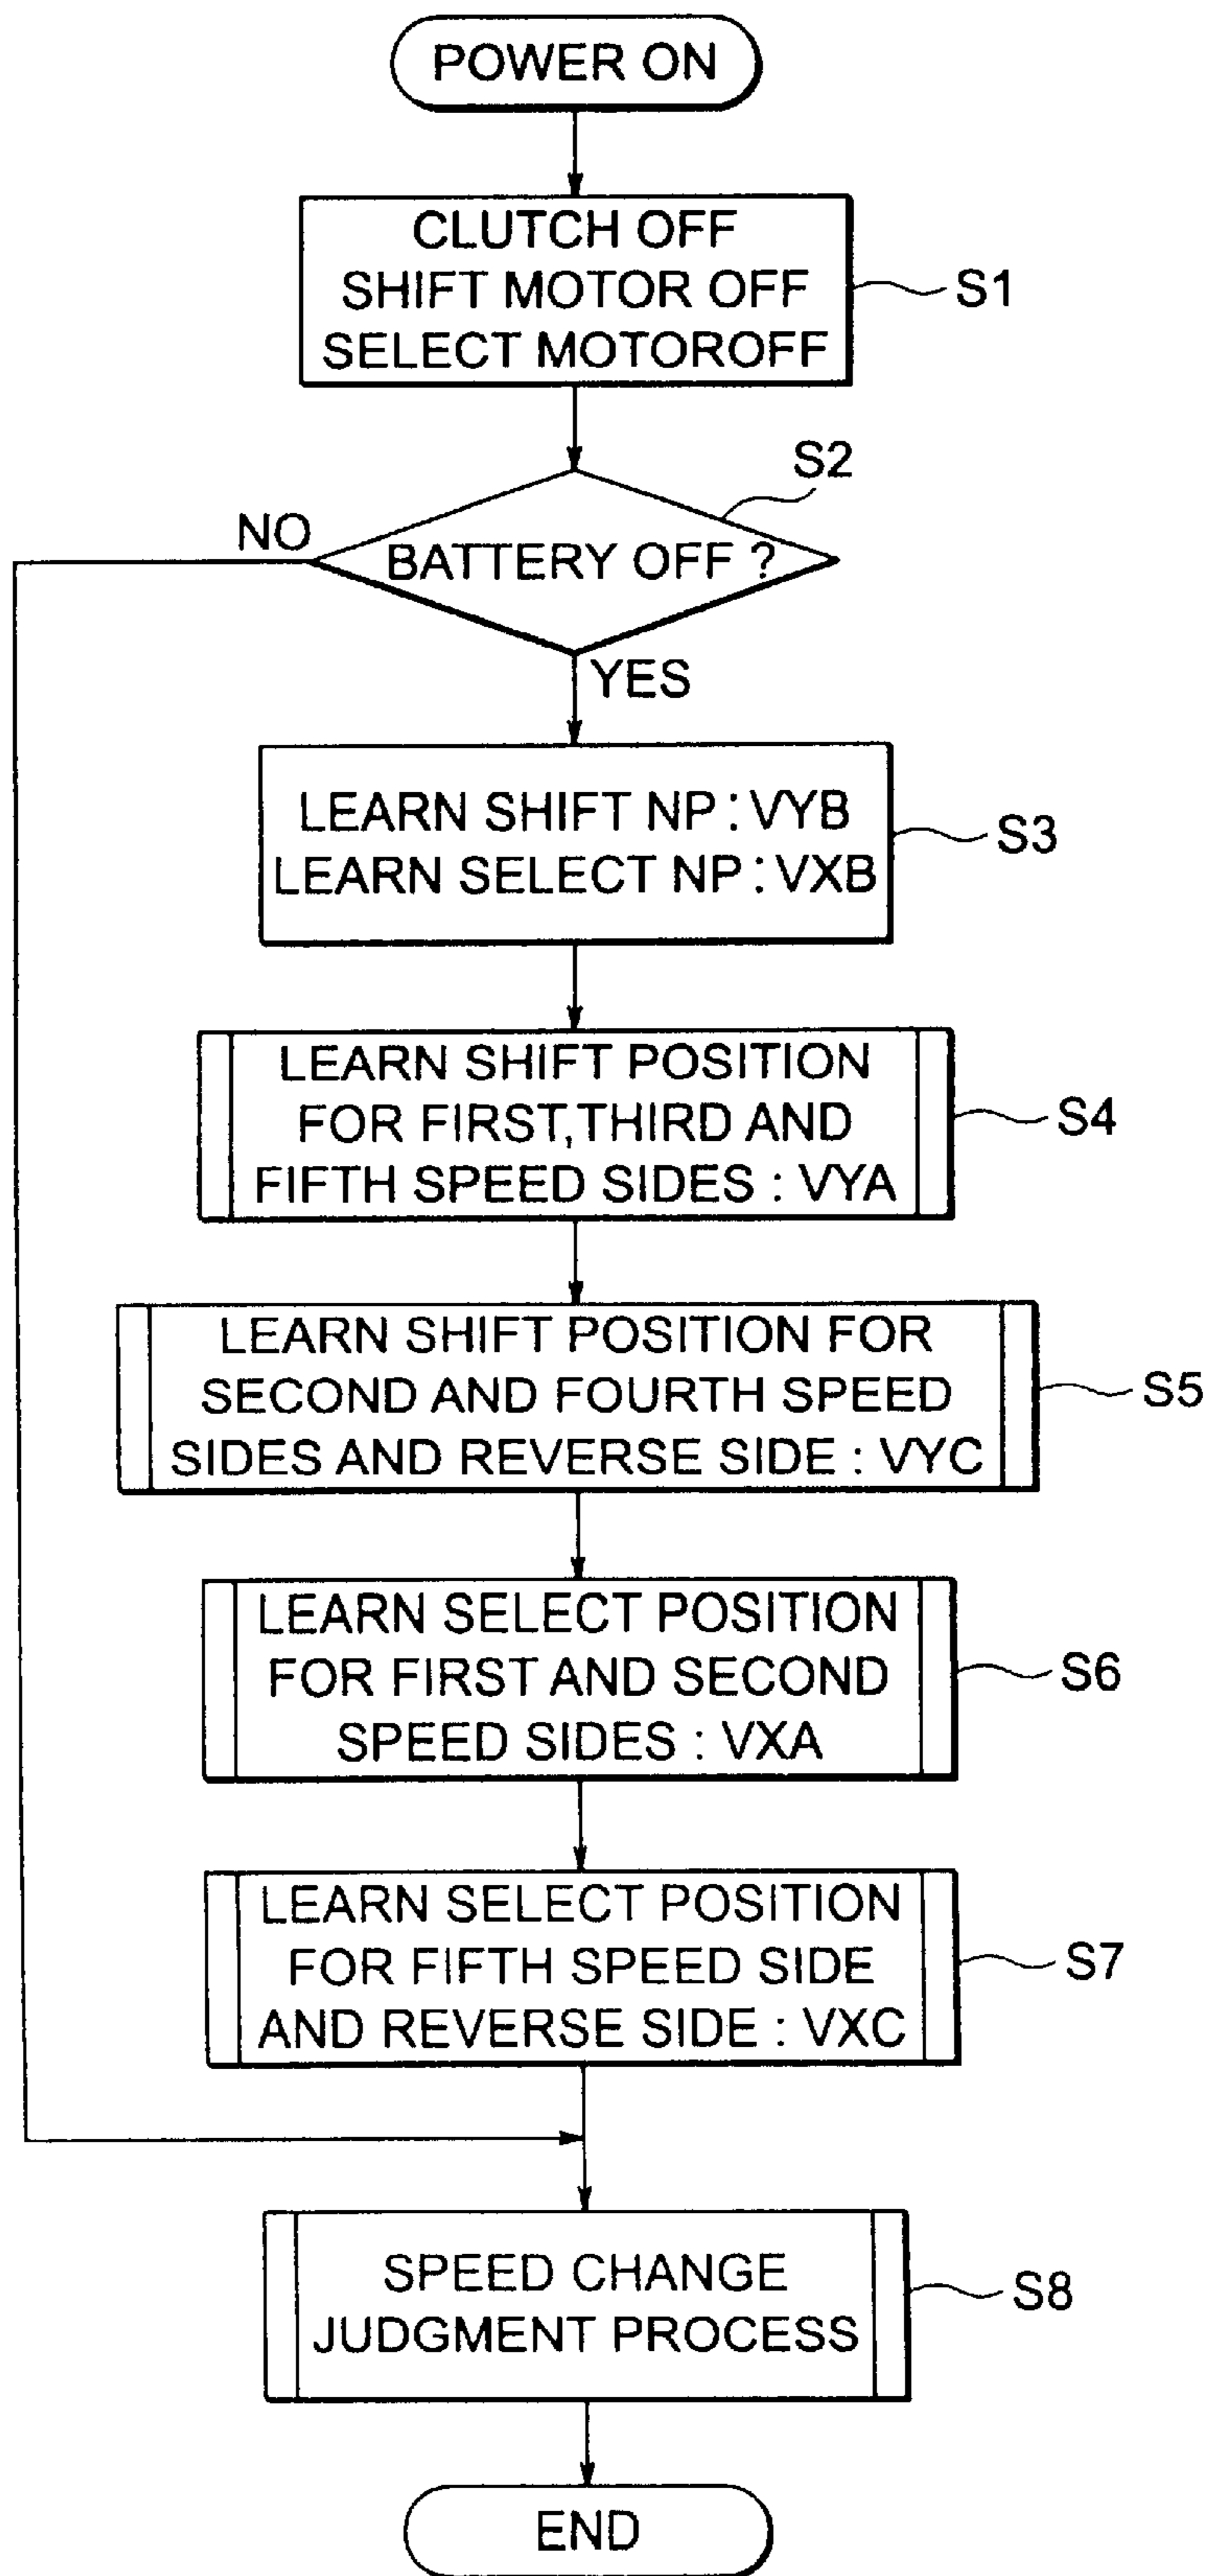 POWER ON
CLUTCH OFF
SHIFT MOTOR OFF
SELECT MOTOROFF
S1
S2
NO
BATTERY OFF ?
YES
LEARN SHIFT NP : VYB
LEARN SELECT NP : VXB
S3
LEARN SHIFT POSITION
FOR FIRST,THIRD AND
FIFTH SPEED SIDES : VYA
S4
LEARN SHIFT POSITION FOR
SECOND AND FOURTH SPEED
SIDES AND REVERSE SIDE : VYC
S5
LEARN SELECT POSITION
FOR FIRST AND SECOND
SPEED SIDES : VXA
S6
LEARN SELECT POSITION
FOR FIFTH SPEED SIDE
AND REVERSE SIDE : VXC
S7
SPEED CHANGE
JUDGMENT PROCESS
S8
END